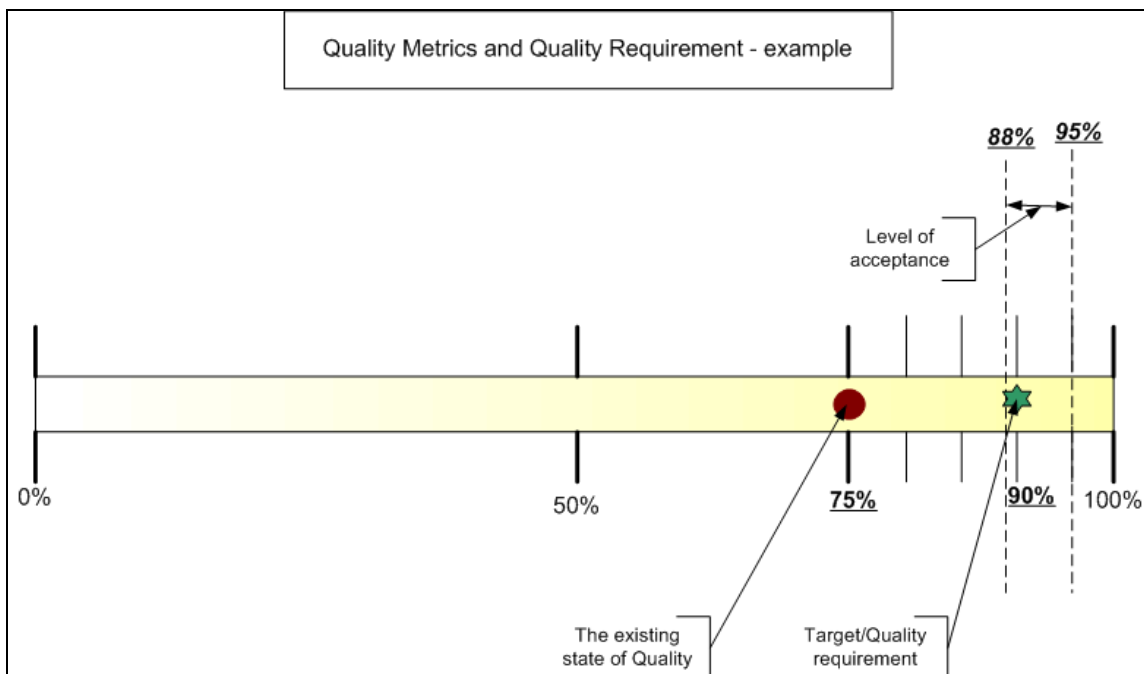 Quality Metrics and Quality Requirement - example
88%
95%
Level of
acceptance
0%
50%
75%
90%
100%
The existing
state of Quality
Target/Quality
requirement